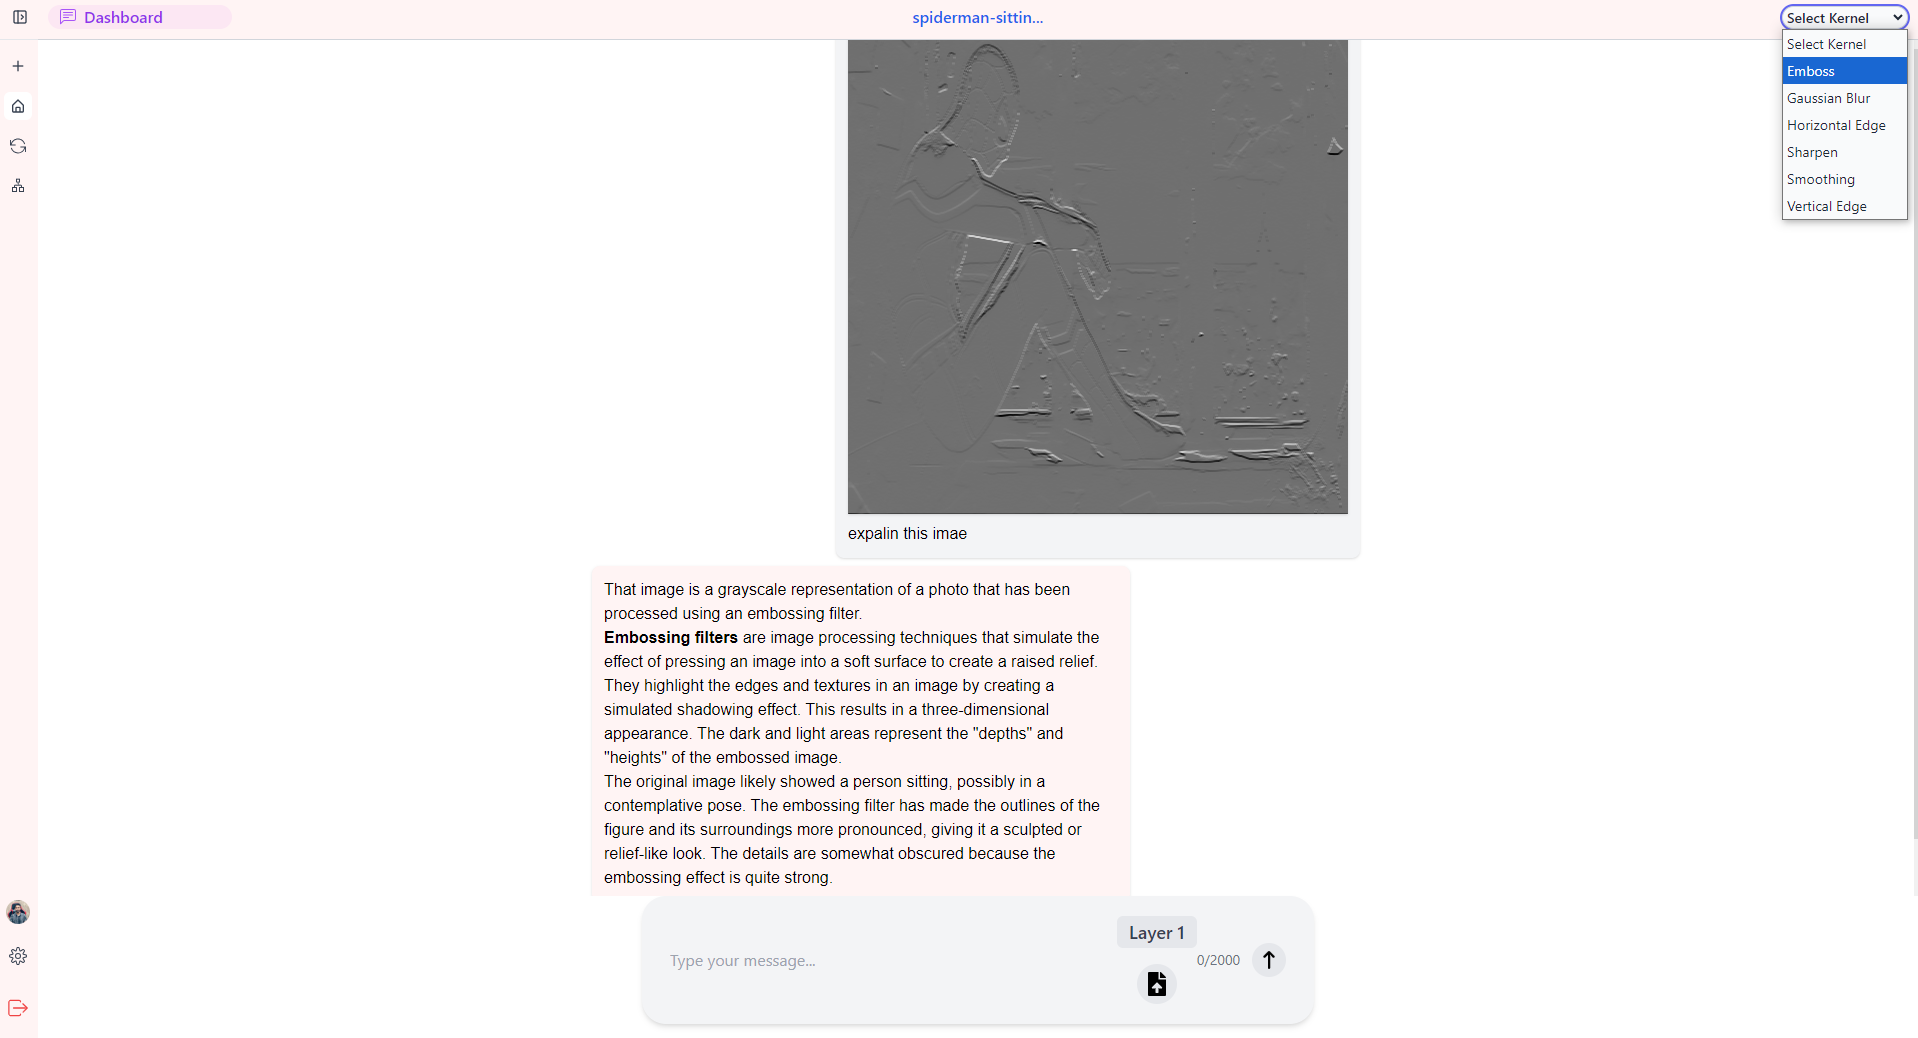 Dashboard
spiderman-sittin...
Select Kernel
Select Kernel
Emboss
Gaussian Blur
Horizontal Edge
Sharpen
Smoothing
Vertical Edge
expalin this imae
That image is a grayscale representation of a photo that has been
processed using an embossing filter.
Embossing filters are image processing techniques that simulate the
effect of pressing an image into a soft surface to create a raised relief.
They highlight the edges and textures in an image by creating a
simulated shadowing effect. This results in a three-dimensional
appearance. The dark and light areas represent the "depths" and
"heights" of the embossed image.
The original image likely showed a person sitting, possibly in a
contemplative pose. The embossing filter has made the outlines of the
figure and its surroundings more pronounced, giving it a sculpted or
relief-like look. The details are somewhat obscured because the
embossing effect is quite strong.
Layer 1
Type your message...
0/2000